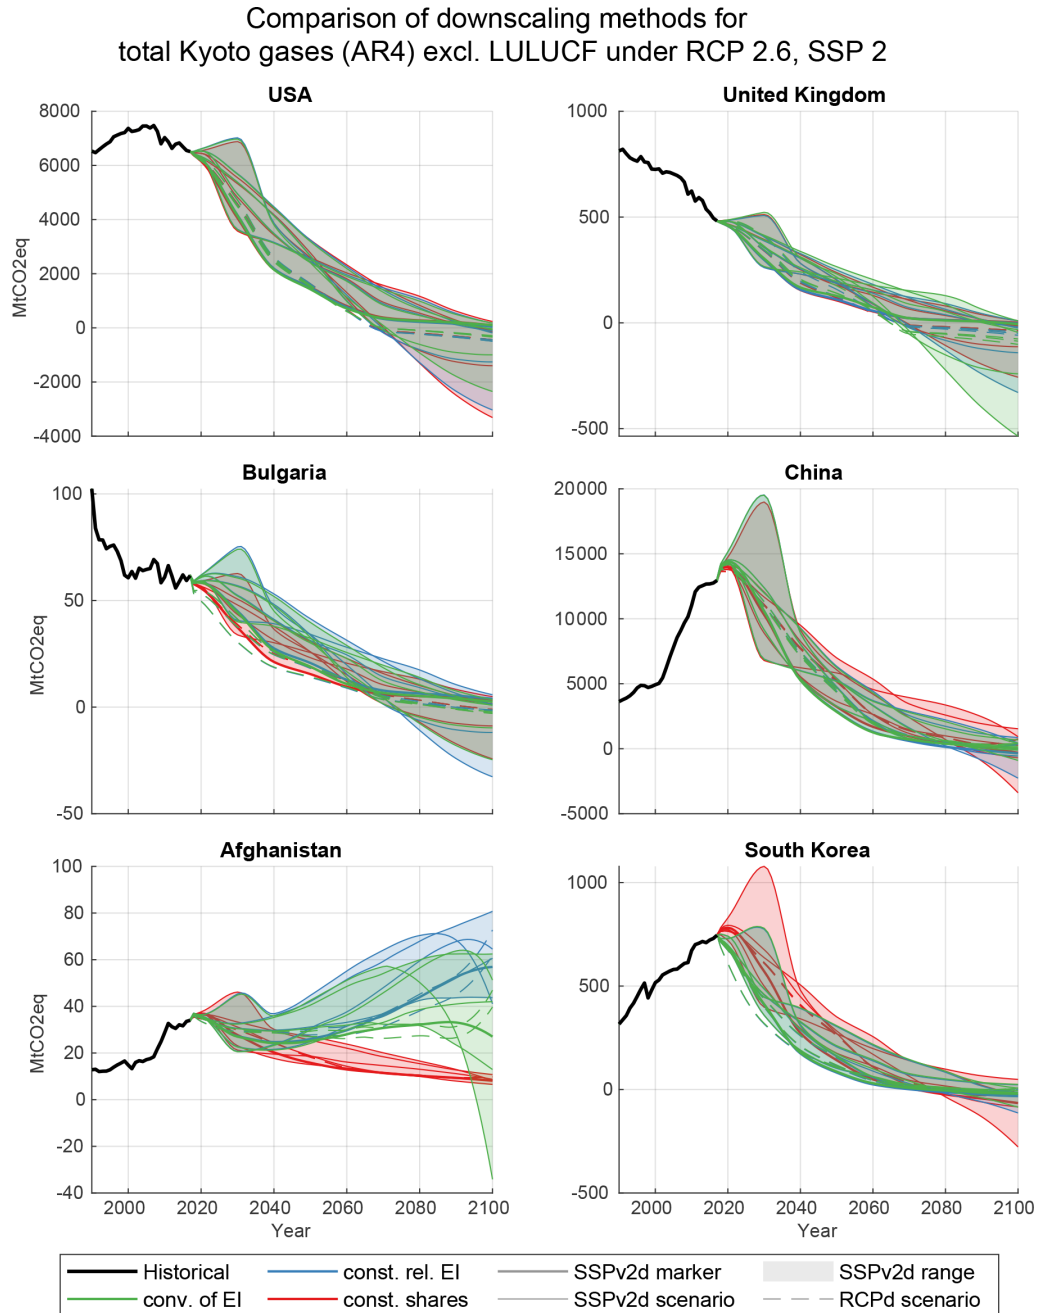 Comparison of downscaling methods for
total Kyoto gases (AR4) excl. LULUCF under RCP 2.6, SSP 2
USA
8000
6000
4000
2000
0
-2000
-4000
MtCO2eq
United Kingdom
1000
500
0
-500
Bulgaria
100
50
0
-50
MtCO2eq
China
20000
15000
10000
5000
0
-5000
Afghanistan
100
80
60
40
20
0
-20
-40
MtCO2eq
2000 2020 2040 2060 2080 2100
Year
South Korea
1000
500
0
-500
2000 2020 2040 2060 2080 2100
Year
Historical const. rel. EI SSPv2d marker SSPv2d range
conv. of EI const. shares SSPv2d scenario RCPd scenario